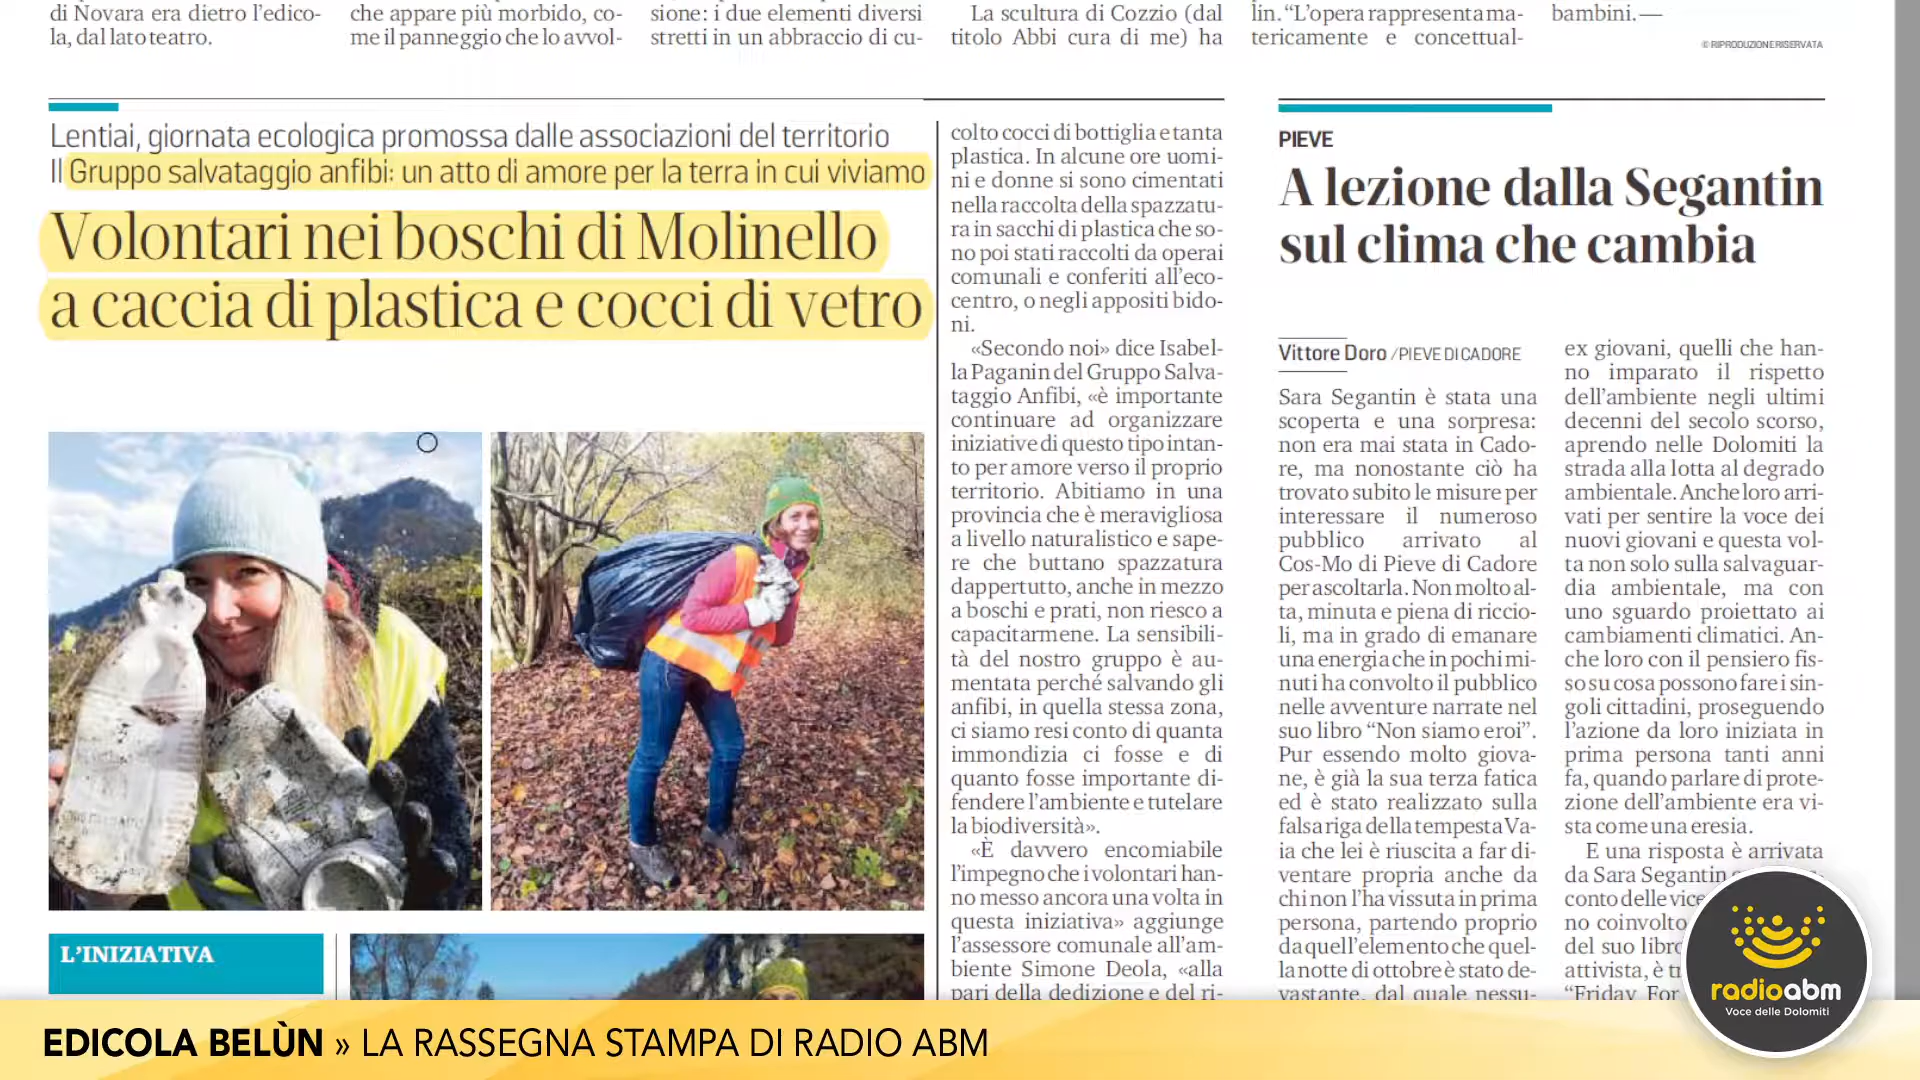 di Novara era dietro l'edico-
la, dal lato teatro.
che appare più morbido, co-
me il panneggio che lo avvol-
sione: i due elementi diversi
stretti in un abbraccio di cu-
La scultura di Cozzio (dal
titolo Abbi cura di me) ha
lin. “L'opera rappresenta ma-
tericamente e concettual-
bambini. —
© RIPRODUZIONE RISERVATA
Lentiai, giornata ecologica promossa dalle associazioni del territorio
Il Gruppo salvataggio anfibi: un atto di amore per la terra in cui viviamo
Volontari nei boschi di Molinello
a caccia di plastica e cocci di vetro
L'INIZIATIVA
colto cocci di bottiglia e tanta
plastica. In alcune ore uomi-
ni e donne si sono cimentati
nella raccolta della spazzatu-
ra in sacchi di plastica che so-
no poi stati raccolti da operai
comunali e conferiti all'eco-
centro, o negli appositi bido-
ni.
«Secondo noi» dice Isabel-
la Paganin del Gruppo Salva-
taggio Anfibi, «è importante
continuare ad organizzare
iniziative di questo tipo intan-
to per amore verso il proprio
territorio. Abitiamo in una
provincia che è meravigliosa
a livello naturalistico e sape-
re che buttano spazzatura
dappertutto, anche in mezzo
a boschi e prati, non riesco a
capacitarmene. La sensibili-
tà del nostro gruppo è au-
mentata perché salvando gli
anfibi, in quella stessa zona,
ci siamo resi conto di quanta
immondizia ci fosse e di
quanto fosse importante di-
fendere l'ambiente e tutelare
la biodiversità».
«È davvero encomiabile
l'impegno che i volontari han-
no messo ancora una volta in
questa iniziativa» aggiunge
l'assessore comunale all'am-
biente Simone Deola, «alla
pari della dedizione e del ri-
PIEVE
A lezione dalla Segantin
sul clima che cambia
Vittore Doro / PIEVE DI CADORE
Sara Segantin è stata una
scoperta e una sorpresa:
non era mai stata in Cado-
re, ma nonostante ciò ha
trovato subito le misure per
interessare il numeroso
pubblico arrivato al
Cos-Mo di Pieve di Cadore
per ascoltarla. Non molto al-
ta, minuta e piena di riccio-
li, ma in grado di emanare
una energia che in pochi mi-
nuti ha convolto il pubblico
nelle avventure narrate nel
suo libro “Non siamo eroi”.
Pur essendo molto giova-
ne, è già la sua terza fatica
ed è stato realizzato sulla
falsa riga della tempesta Va-
ia che lei è riuscita a far di-
ventare propria anche da
chi non l'ha vissuta in prima
persona, partendo proprio
da quell'elemento che quel-
la notte di ottobre è stato de-
vastante, dal quale nessu-
ex giovani, quelli che han-
no imparato il rispetto
dell'ambiente negli ultimi
decenni del secolo scorso,
aprendo nelle Dolomiti la
strada alla lotta al degrado
ambientale. Anche loro arri-
vati per sentire la voce dei
nuovi giovani e questa vol-
ta non solo sulla salvaguar-
dia ambientale, ma con
uno sguardo proiettato ai
cambiamenti climatici. An-
che loro con il pensiero fis-
so su cosa possono fare i sin-
goli cittadini, proseguendo
l'azione da loro iniziata in
prima persona tanti anni
fa, quando parlare di prote-
zione dell'ambiente era vi-
sta come una eresia.
E una risposta è arrivata
da Sara Segantin
conto delle vice
no coinvolto
del suo libro
attivista, è
“Friday For
radioabm
Voce delle Dolomiti
EDICOLA BELÙN » LA RASSEGNA STAMPA DI RADIO ABM